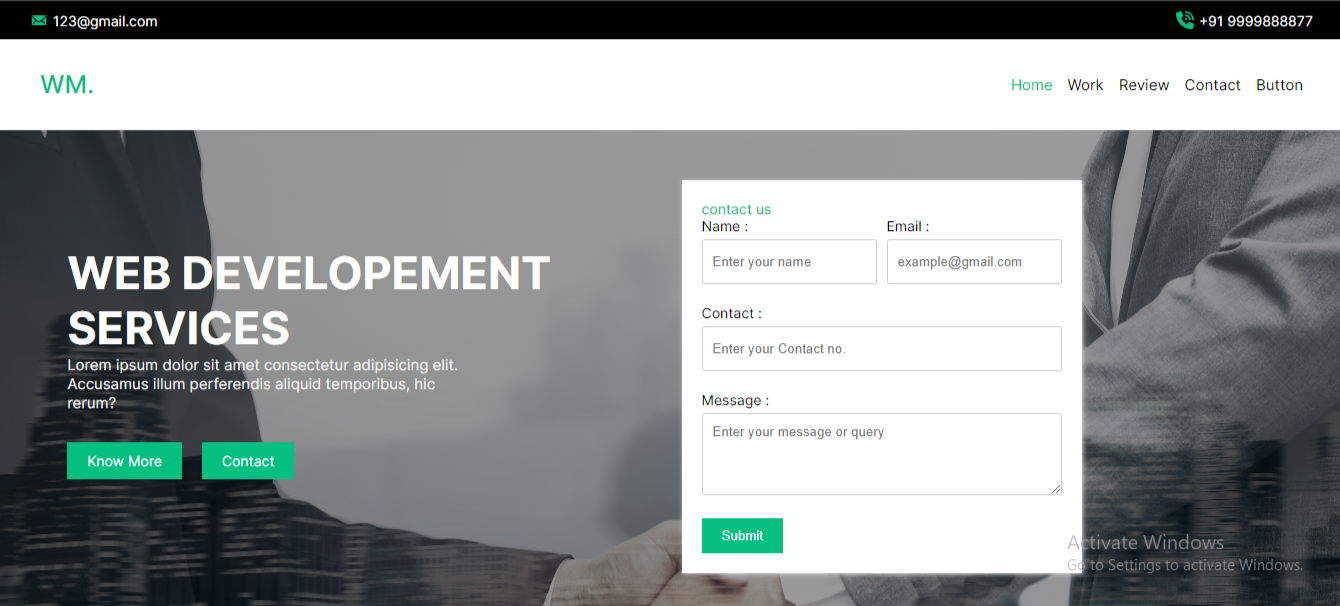 123@gmail.com
+91 9999888877
WM.
Home Work Review Contact Button
WEB DEVELOPEMENT
SERVICES
Lorem ipsum dolor sit amet consectetur adipisicing elit.
Accusamus illum perferendis aliquid temporibus, hic
rerum?
Know More
Contact
contact us
Name :
Email :
Enter your name
example@gmail.com
Contact :
Enter your Contact no.
Message :
Enter your message or query
Submit
Activate Windows
Go to Settings to activate Windows.